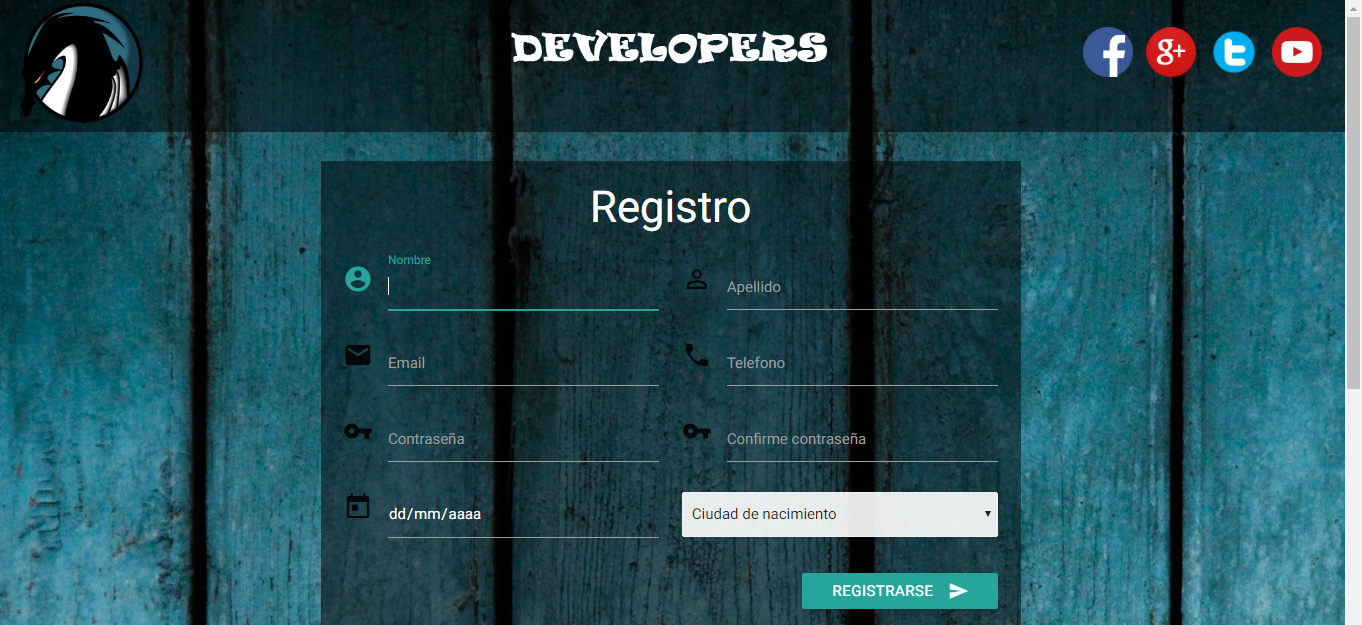 DEVELOPERS
g+
Registro
Nombre
Apellido
Email
Telefono
Contraseña
Confirme contraseña
dd/mm/aaaa
Ciudad de nacimiento
REGISTRARSE